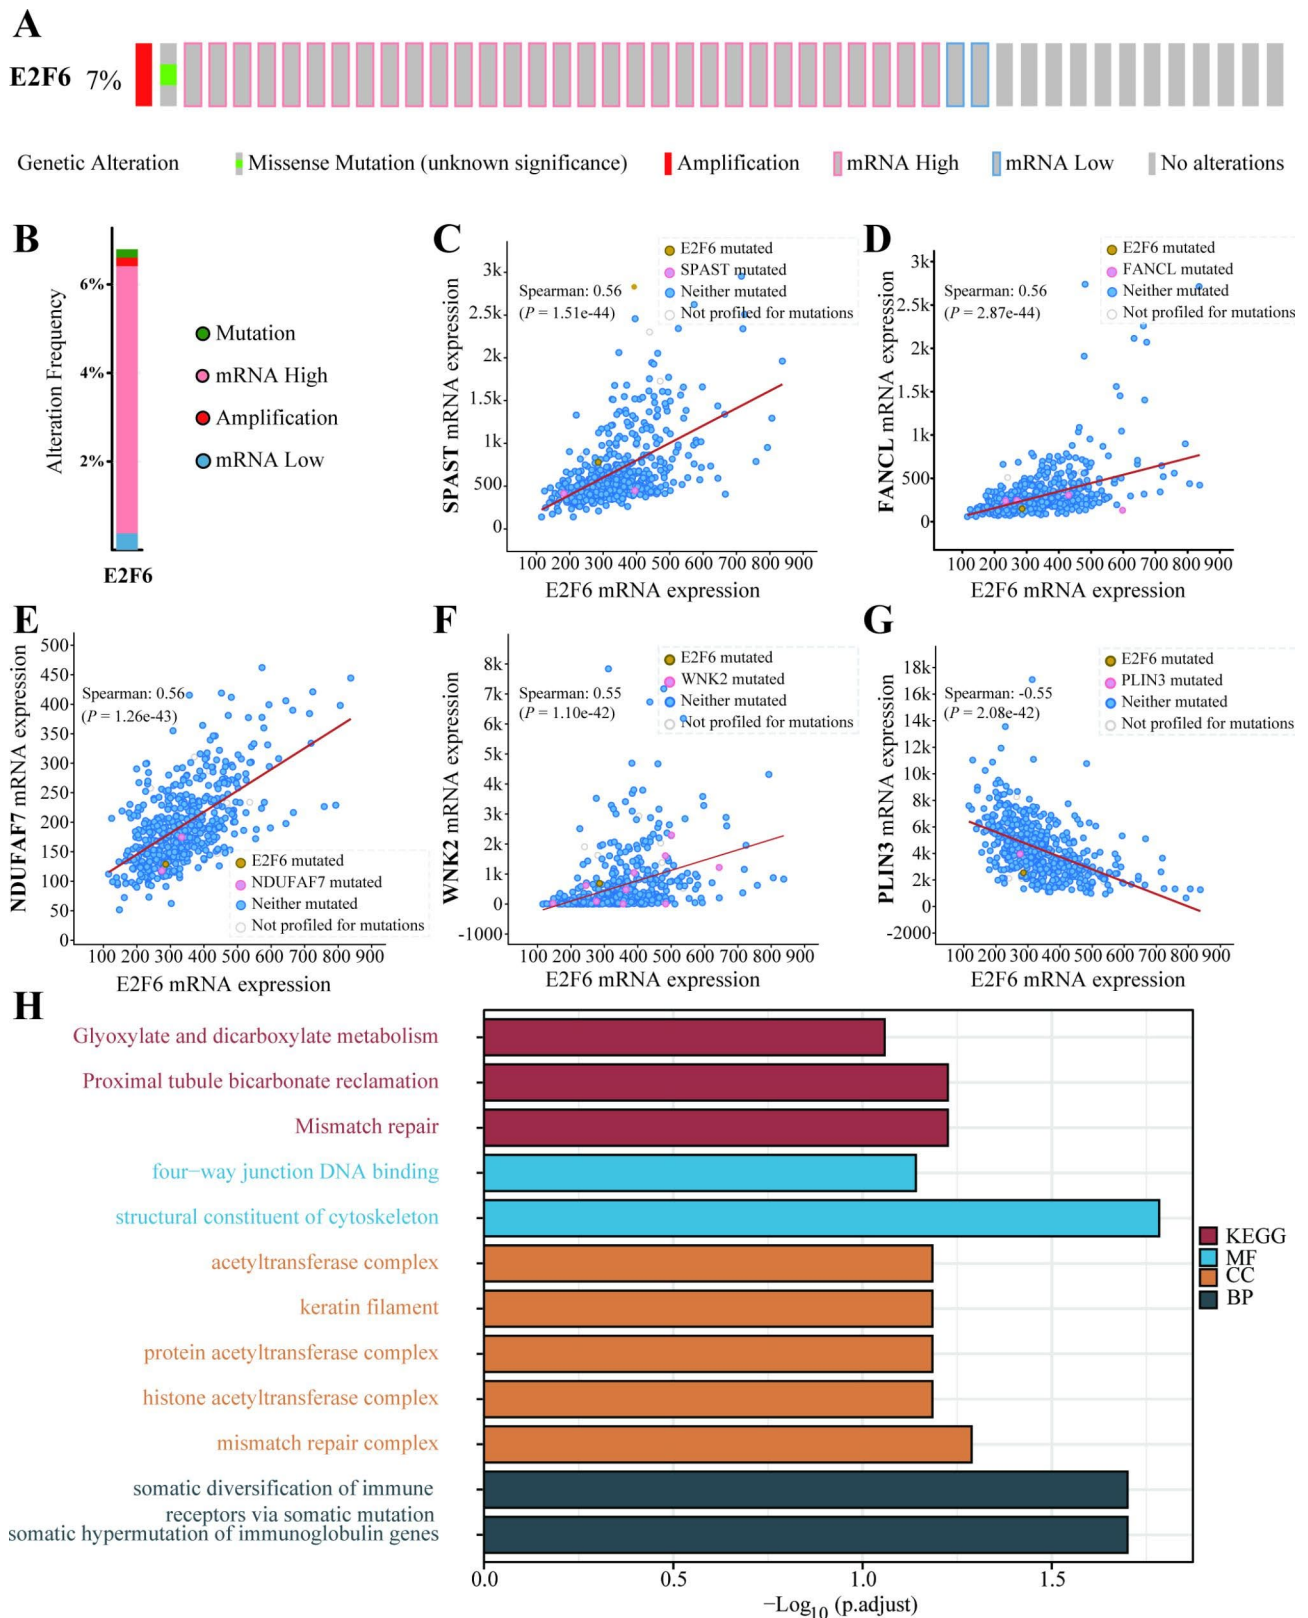 A
E2F6 7%
Genetic Alteration
Missense Mutation (unknown significance)
Amplification
mRNA High
mRNA Low
No alterations
B
Alteration Frequency
6%
4%
2%
E2F6
Mutation
mRNA High
Amplification
mRNA Low
C
SPAST mRNA expression
3k
2.5k
2k
1.5k
1k
500
0
Spearman: 0.56
(P = 1.51e-44)
E2F6 mutated
SPAST mutated
Neither mutated
Not profiled for mutations
100 200 300 400 500 600 700 800 900
E2F6 mRNA expression
D
FANCL mRNA expression
3k
2.5k
2k
1.5k
1k
500
0
Spearman: 0.56
(P = 2.87e-44)
E2F6 mutated
FANCL mutated
Neither mutated
Not profiled for mutations
100 200 300 400 500 600 700 800 900
E2F6 mRNA expression
E
NDUFAF7 mRNA expression
500
450
400
350
300
250
200
150
100
50
0
Spearman: 0.56
(P = 1.26e-43)
E2F6 mutated
NDUFAF7 mutated
Neither mutated
Not profiled for mutations
100 200 300 400 500 600 700 800 900
E2F6 mRNA expression
F
WNK2 mRNA expression
8k
7k
6k
5k
4k
3k
2k
1k
0
-1000
Spearman: 0.55
(P = 1.10e-42)
E2F6 mutated
WNK2 mutated
Neither mutated
Not profiled for mutations
100 200 300 400 500 600 700 800 900
E2F6 mRNA expression
G
PLIN3 mRNA expression
18k
16k
14k
12k
10k
8k
6k
4k
2k
0
-2000
Spearman: -0.55
(P = 2.08e-42)
E2F6 mutated
PLIN3 mutated
Neither mutated
Not profiled for mutations
100 200 300 400 500 600 700 800 900
E2F6 mRNA expression
H
Glyoxylate and dicarboxylate metabolism
Proximal tubule bicarbonate reclamation
Mismatch repair
four−way junction DNA binding
structural constituent of cytoskeleton
acetyltransferase complex
keratin filament
protein acetyltransferase complex
histone acetyltransferase complex
mismatch repair complex
somatic diversification of immune
receptors via somatic mutation
somatic hypermutation of immunoglobulin genes
KEGG
MF
CC
BP
0.0 0.5 1.0 1.5
−Log10 (p.adjust)